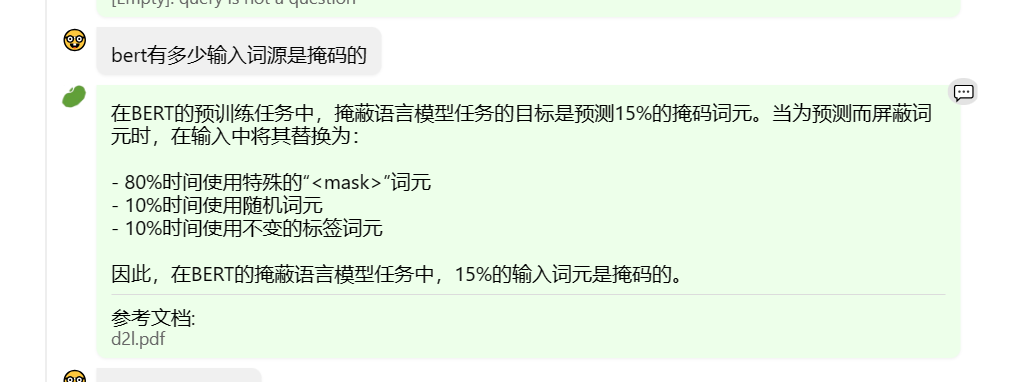 [Empty]: query is not a question
bert有多少输入词源是掩码的
在BERT的预训练任务中，掩蔽语言模型任务的目标是预测15%的掩码词元。当为预测而屏蔽词
元时，在输入中将其替换为：
- 80%时间使用特殊的“<mask>”词元
- 10%时间使用随机词元
- 10%时间使用不变的标签词元
因此，在BERT的掩蔽语言模型任务中，15%的输入词元是掩码的。
参考文档:
d2l.pdf